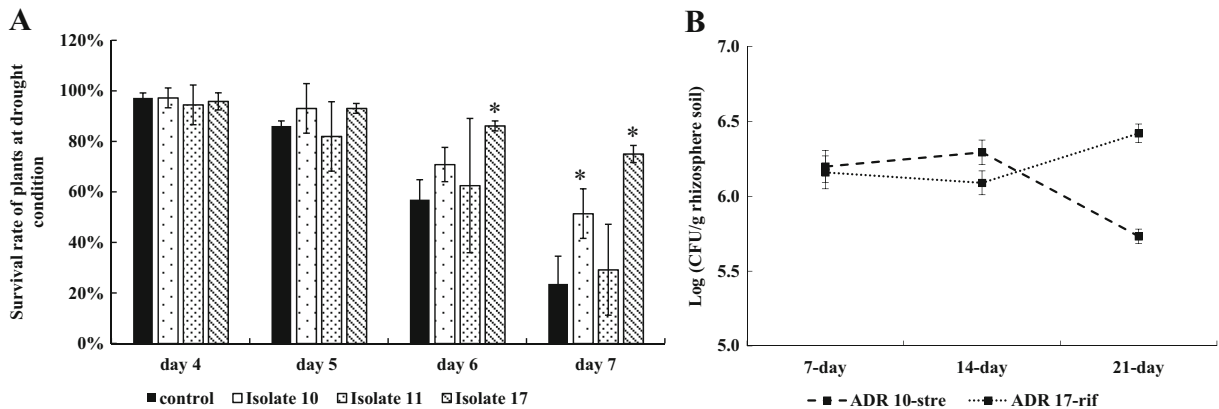 A
Survival rate of plants at drought
condition
120%
100%
80%
60%
40%
20%
0%
*
*
*
day 4
day 5
day 6
day 7
control
Isolate 10
Isolate 11
Isolate 17
B
Log (CFU/g rhizosphere soil)
7.0
6.5
6.0
5.5
5.0
7-day
14-day
21-day
ADR 10-stre
ADR 17-rif